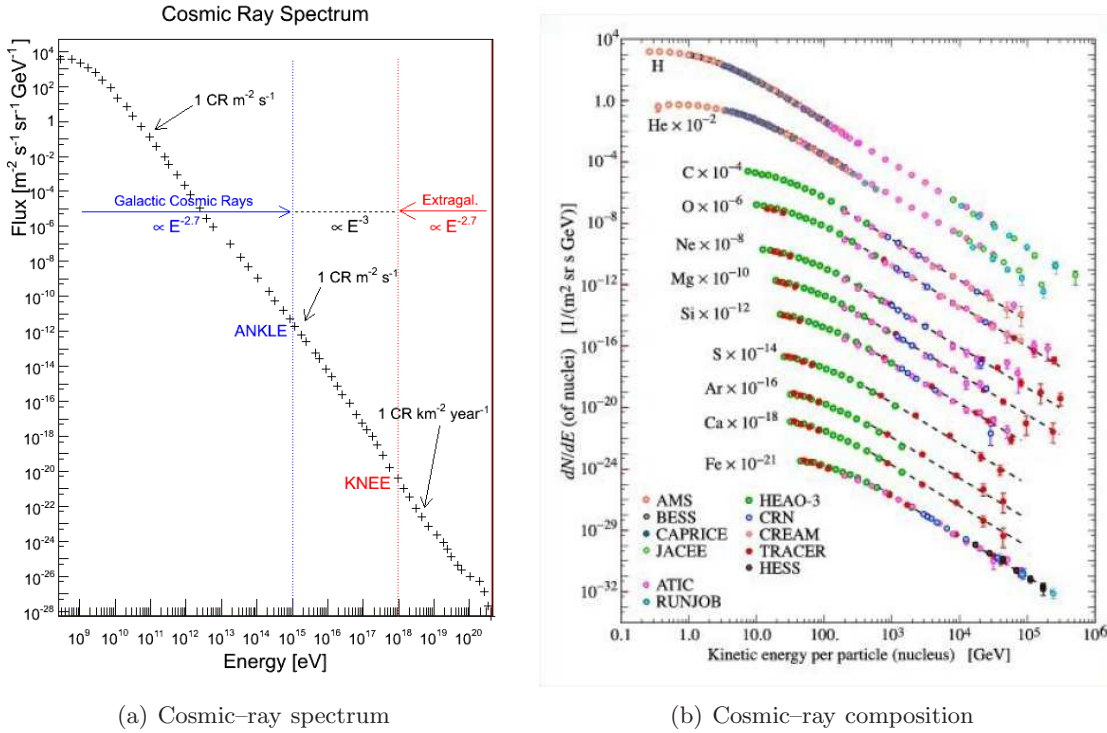 Cosmic Ray Spectrum
Flux [m⁻² s⁻¹ sr⁻¹ GeV⁻¹]
10⁴
10²
1
10⁻²
10⁻⁴
10⁻⁶
10⁻⁸
10⁻¹⁰
10⁻¹²
10⁻¹⁴
10⁻¹⁶
10⁻¹⁸
10⁻²⁰
10⁻²²
10⁻²⁴
10⁻²⁶
10⁻²⁸
1 CR m⁻² s⁻¹
Galactic Cosmic Rays
∝ E⁻²·⁷
∝ E⁻³
Extragal.
∝ E⁻²·⁷
1 CR m⁻² s⁻¹
ANKLE
1 CR km⁻² year⁻¹
KNEE
10⁹ 10¹⁰ 10¹¹ 10¹² 10¹³ 10¹⁴ 10¹⁵ 10¹⁶ 10¹⁷ 10¹⁸ 10¹⁹ 10²⁰
Energy [eV]
(a) Cosmic–ray spectrum
dN/dE (of nuclei) [1/(m² sr s GeV)]
10⁴
1.0
10⁻⁴
10⁻⁸
10⁻¹²
10⁻¹⁶
10⁻²⁰
10⁻²⁴
10⁻²⁹
10⁻³²
H
He × 10⁻²
C × 10⁻⁴
O × 10⁻⁶
Ne × 10⁻⁸
Mg × 10⁻¹⁰
Si × 10⁻¹²
S × 10⁻¹⁴
Ar × 10⁻¹⁶
Ca × 10⁻¹⁸
Fe × 10⁻²¹
AMS
BESS
CAPRICE
JACEE
ATIC
RUNJOB
HEAO-3
CRN
CREAM
TRACER
HESS
0.1 1.0 10.0 100. 10³ 10⁴ 10⁵ 10⁶
Kinetic energy per particle (nucleus) [GeV]
(b) Cosmic–ray composition